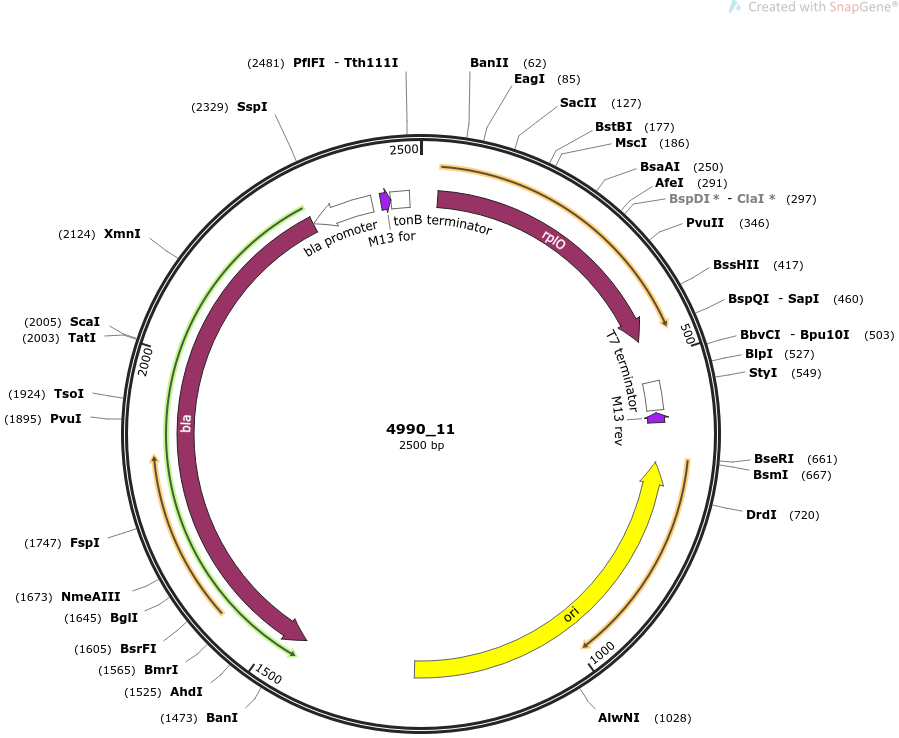 Created with SnapGene®
(2481) PflFI - Tth111I
BanII (62)
EagI (85)
(2329) SspI
SacII (127)
BstBI (177)
MscI (186)
BsaAI (250)
AfeI (291)
BspDI * - ClaI * (297)
PvuII (346)
(2124) XmnI
BssHII (417)
BspQI - SapI (460)
(2005) ScaI
(2003) TatI
BbvCI - Bpu10I (503)
BlpI (527)
StyI (549)
(1924) TsoI
(1895) PvuI
BseRI (661)
BsmI (667)
DrdI (720)
(1747) FspI
(1673) NmeAIII
(1645) BglI
(1605) BsrFI
(1565) BmrI
(1525) AhdI
(1473) BanI
AlwNI (1028)
2500
500
1000
1500
2000
tonB terminator
M13 for
bla promoter
rplO
T7 terminator
M13 rev
bla
ori
4990_11
2500 bp